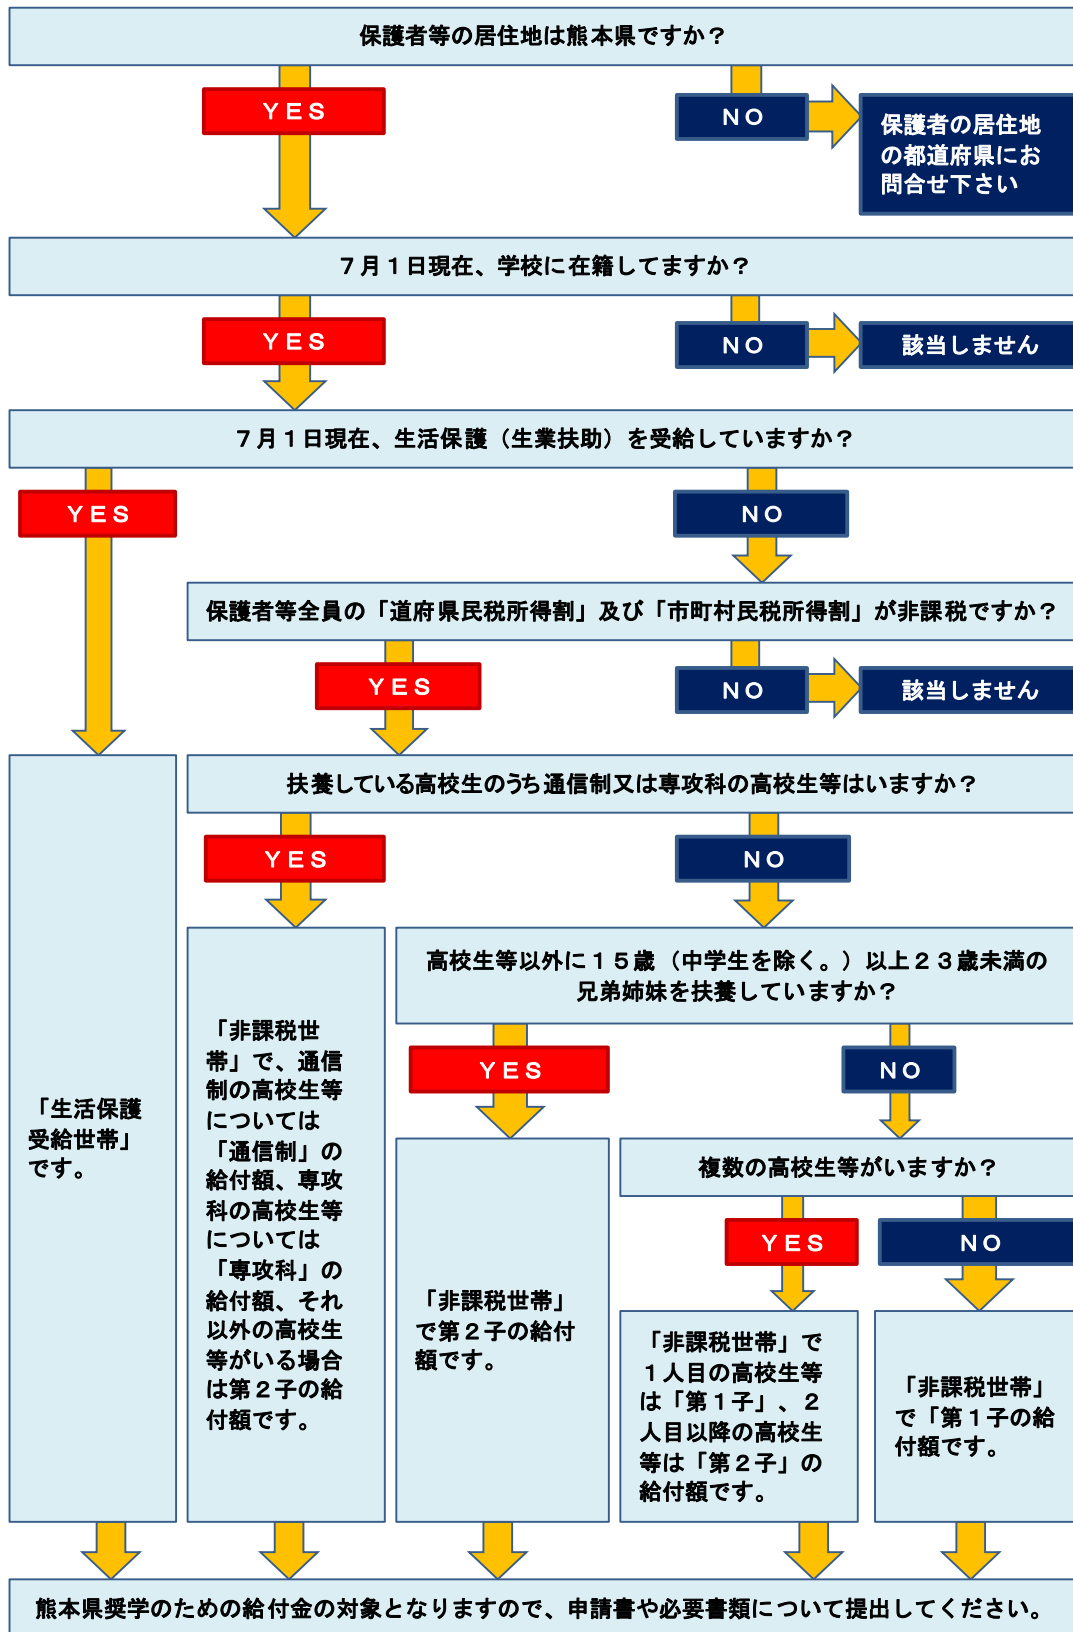 保護者等の居住地は熊本県ですか？
ＹＥＳ
ＮＯ
保護者の居住地
の都道府県にお
問合せ下さい
７月１日現在、学校に在籍してますか？
ＹＥＳ
ＮＯ
該当しません
７月１日現在、生活保護（生業扶助）を受給していますか？
ＹＥＳ
ＮＯ
保護者等全員の「道府県民税所得割」及び「市町村民税所得割」が非課税ですか？
ＹＥＳ
ＮＯ
該当しません
扶養している高校生のうち通信制又は専攻科の高校生等はいますか？
ＹＥＳ
ＮＯ
高校生等以外に１５歳（中学生を除く。）以上２３歳未満の
兄弟姉妹を扶養していますか？
ＹＥＳ
ＮＯ
複数の高校生等がいますか？
ＹＥＳ
ＮＯ
「生活保護
受給世帯」
です。
「非課税世
帯」で、通信
制の高校生等
については
「通信制」の
給付額、専攻
科の高校生等
については
「専攻科」の
給付額、それ
以外の高校生
等がいる場合
は第２子の給
付額です。
「非課税世帯」
で第２子の給付
額です。
「非課税世帯」で
１人目の高校生等
は「第１子」、２
人目以降の高校生
等は「第２子」の
給付額です。
「非課税世帯」
で「第１子の給
付額です。
熊本県奨学のための給付金の対象となりますので、申請書や必要書類について提出してください。